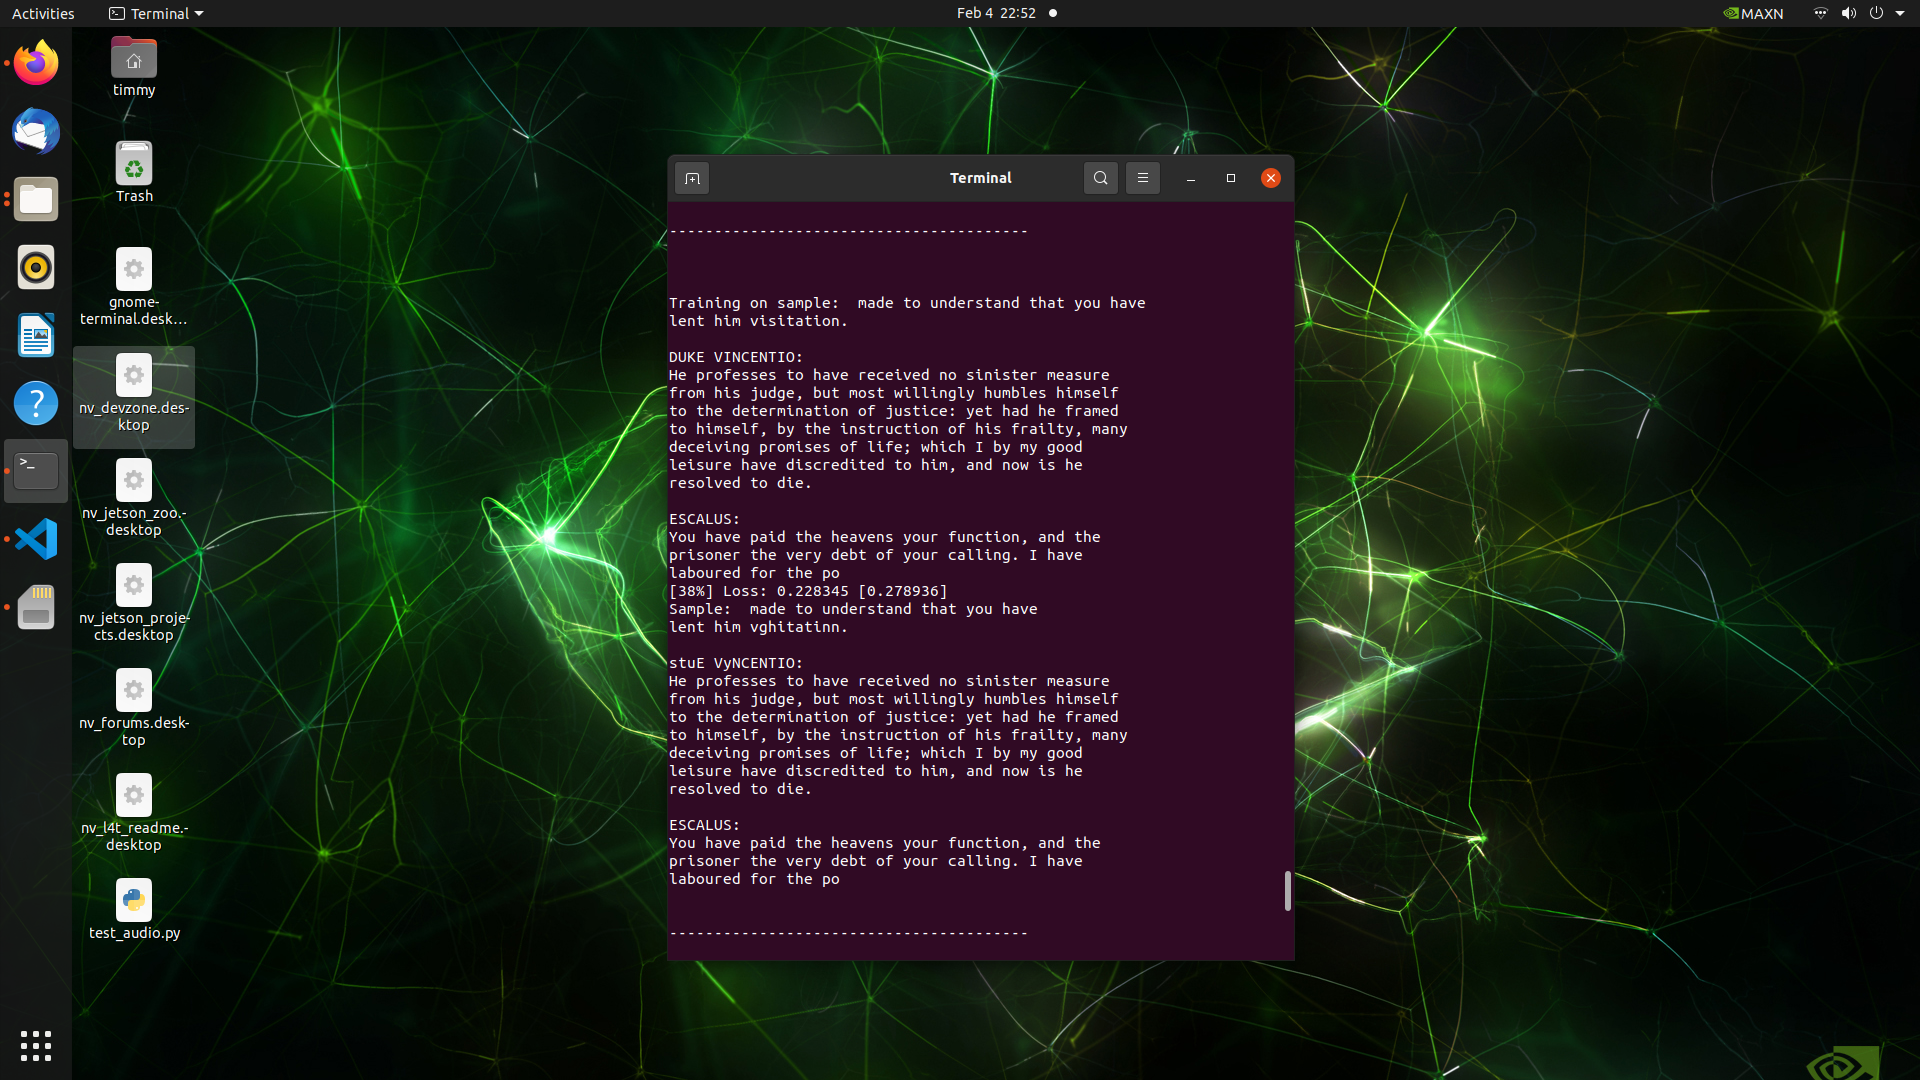 Activities
Terminal
Feb 4 22:52
MAXN
timmy
Trash
gnome-
terminal.desk...
nv_devzone.des-
ktop
nv_jetson_zoo.-
desktop
nv_jetson_proje-
cts.desktop
nv_forums.desk-
top
nv_l4t_readme.-
desktop
test_audio.py
Terminal
----------------------------------------
Training on sample:  made to understand that you have
lent him visitation.
DUKE VINCENTIO:
He professes to have received no sinister measure
from his judge, but most willingly humbles himself
to the determination of justice: yet had he framed
to himself, by the instruction of his frailty, many
deceiving promises of life; which I by my good
leisure have discredited to him, and now is he
resolved to die.
ESCALUS:
You have paid the heavens your function, and the
prisoner the very debt of your calling. I have
laboured for the po
[38%] Loss: 0.228345 [0.278936]
Sample:  made to understand that you have
lent him vghitatinn.
stuE VyNCENTIO:
He professes to have received no sinister measure
from his judge, but most willingly humbles himself
to the determination of justice: yet had he framed
to himself, by the instruction of his frailty, many
deceiving promises of life; which I by my good
leisure have discredited to him, and now is he
resolved to die.
ESCALUS:
You have paid the heavens your function, and the
prisoner the very debt of your calling. I have
laboured for the po
----------------------------------------